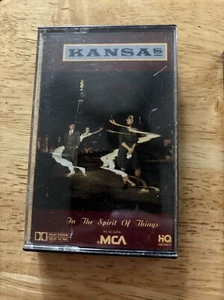 KANSAS
In The Spirit Of Things
MCA
HQ